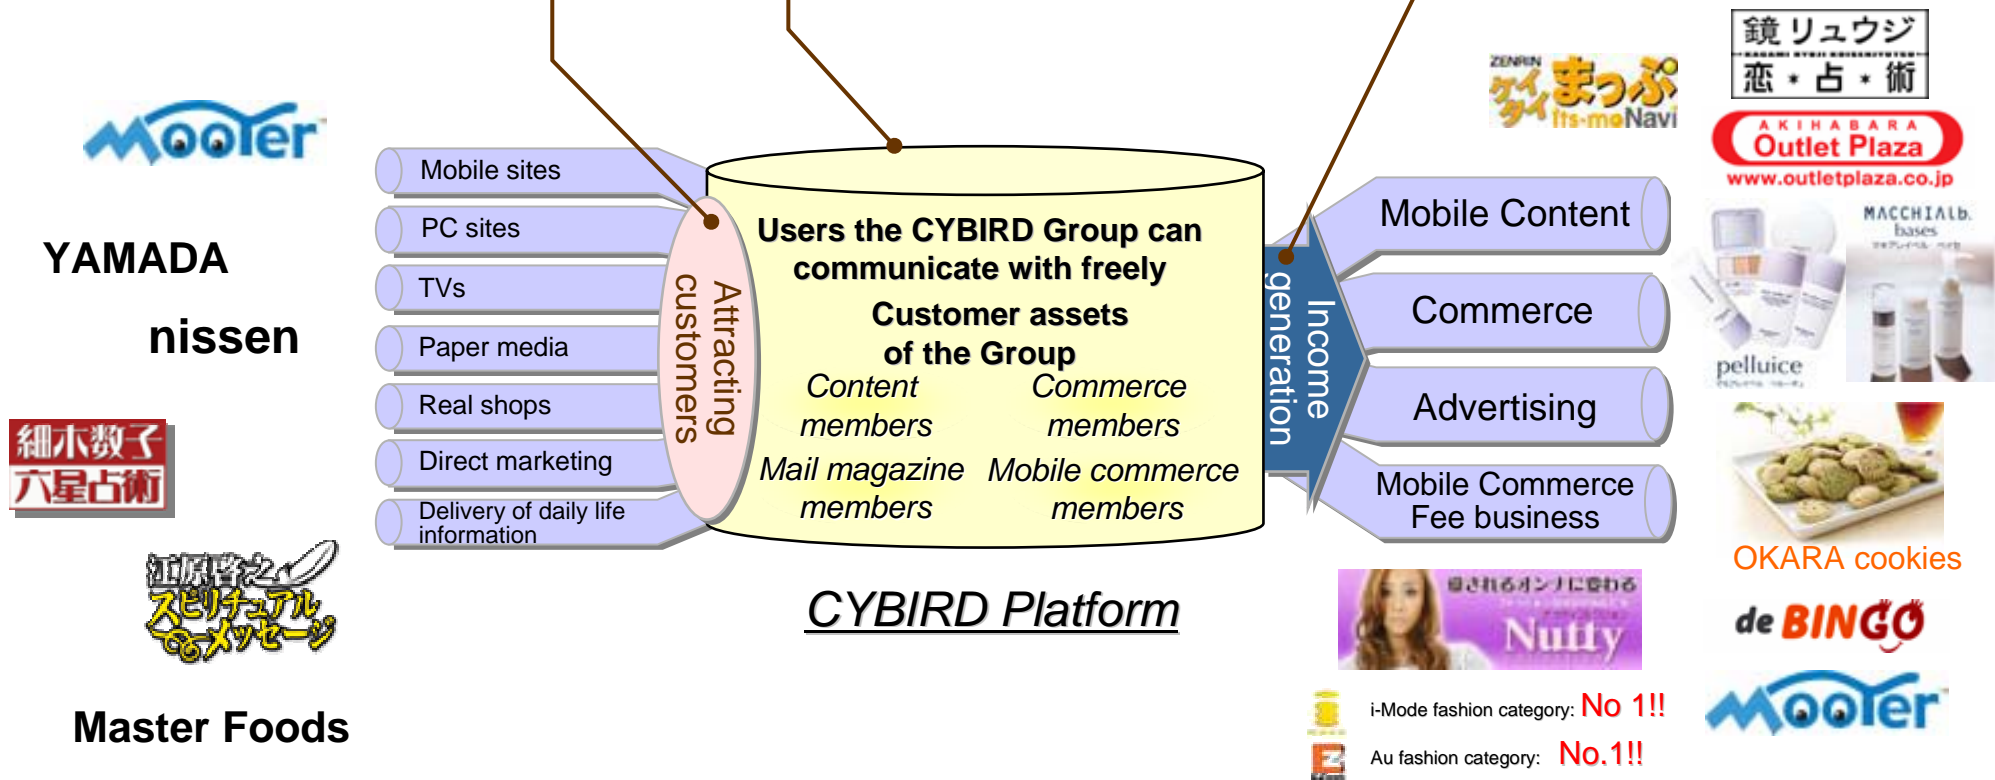 Mooter
YAMADA
nissen
細木数子
六星占術
江原啓之
スピリチュアル
メッセージ
Master Foods
Mobile sites
PC sites
TVs
Paper media
Real shops
Direct marketing
Delivery of daily life
information
Attracting
customers
Users the CYBIRD Group can
communicate with freely
Customer assets
of the Group
Content
members
Commerce
members
Mail magazine
members
Mobile commerce
members
CYBIRD Platform
Income
generation
Mobile Content
Commerce
Advertising
Mobile Commerce
Fee business
ZENRIN
ケイタイ
まっぷ
its-moNavi
鏡リュウジ
恋*占*術
AKIHABARA
Outlet Plaza
www.outletplaza.co.jp
MACCHIAlb.
bases
pelluice
OKARA cookies
de BINGO
Mooter
Nutty
i-Mode fashion category: No 1!!
Au fashion category: No.1!!